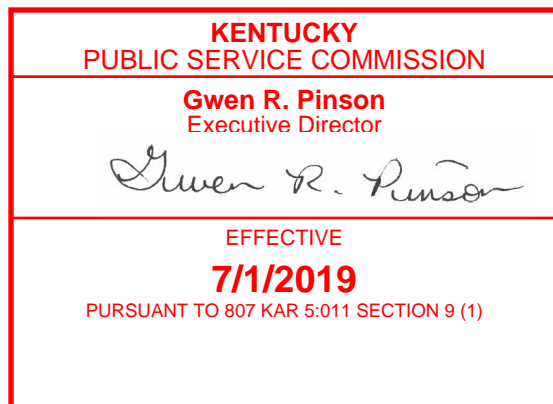 KENTUCKY
PUBLIC SERVICE COMMISSION
Gwen R. Pinson
Executive Director
Gwen R. Pinson
EFFECTIVE
7/1/2019
PURSUANT TO 807 KAR 5:011 SECTION 9 (1)